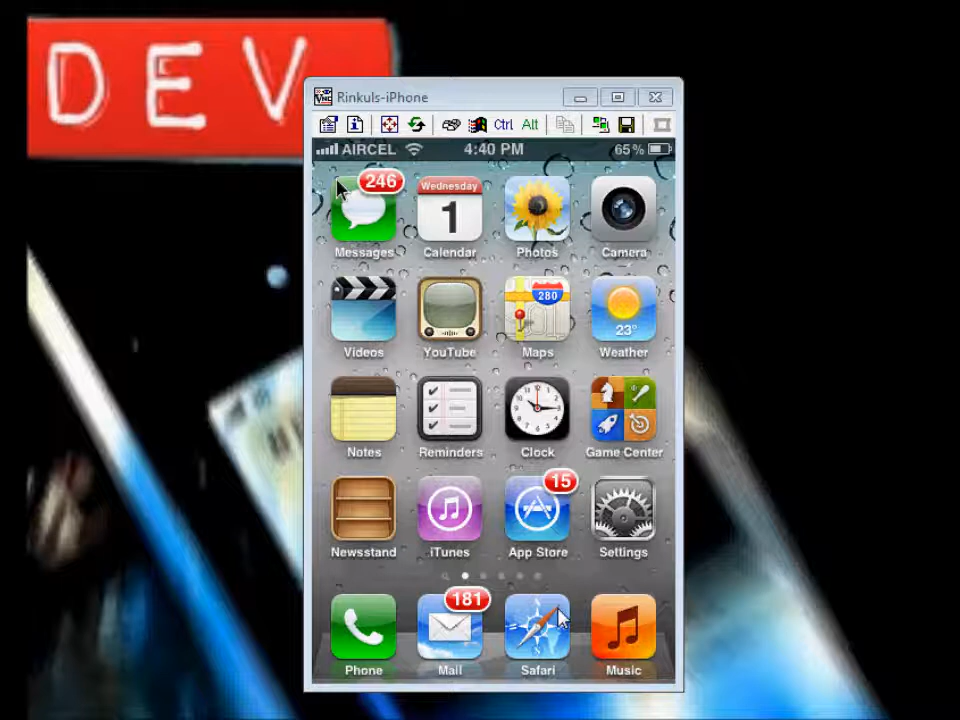 DEV
Rinkuls-iPhone
Ctrl Alt
AIRCEL 4:40 PM 65%
246 Wednesday
1
Messages Calendar Photos Camera
280
23°
Videos YouTube Maps Weather
Notes Reminders Clock Game Center
15
Newsstand iTunes App Store Settings
181
Phone Mail Safari Music